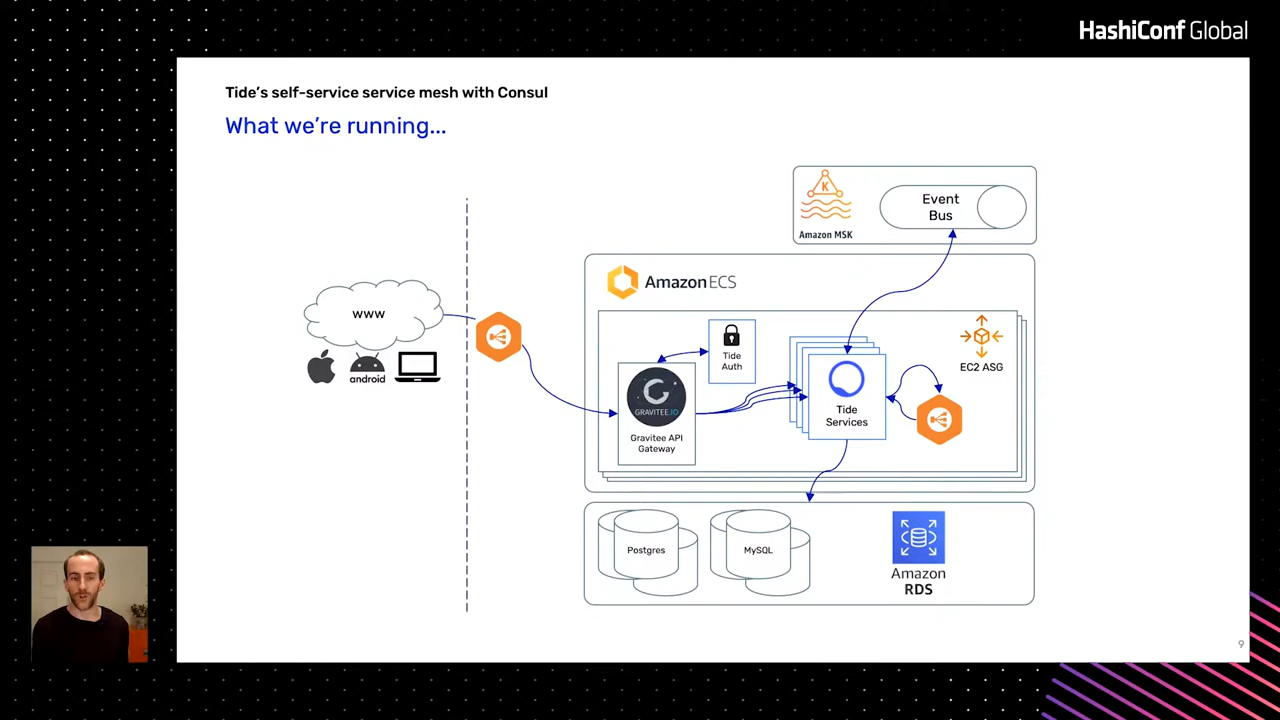 HashiConf Global
Tide's self-service service mesh with Consul
What we're running...
K
Amazon MSK
Event
Bus
Amazon ECS
www
android
Tide
Auth
EC2 ASG
GRAVITEE.IO
Gravitee API
Gateway
Tide
Services
Postgres
MySQL
Amazon
RDS
9